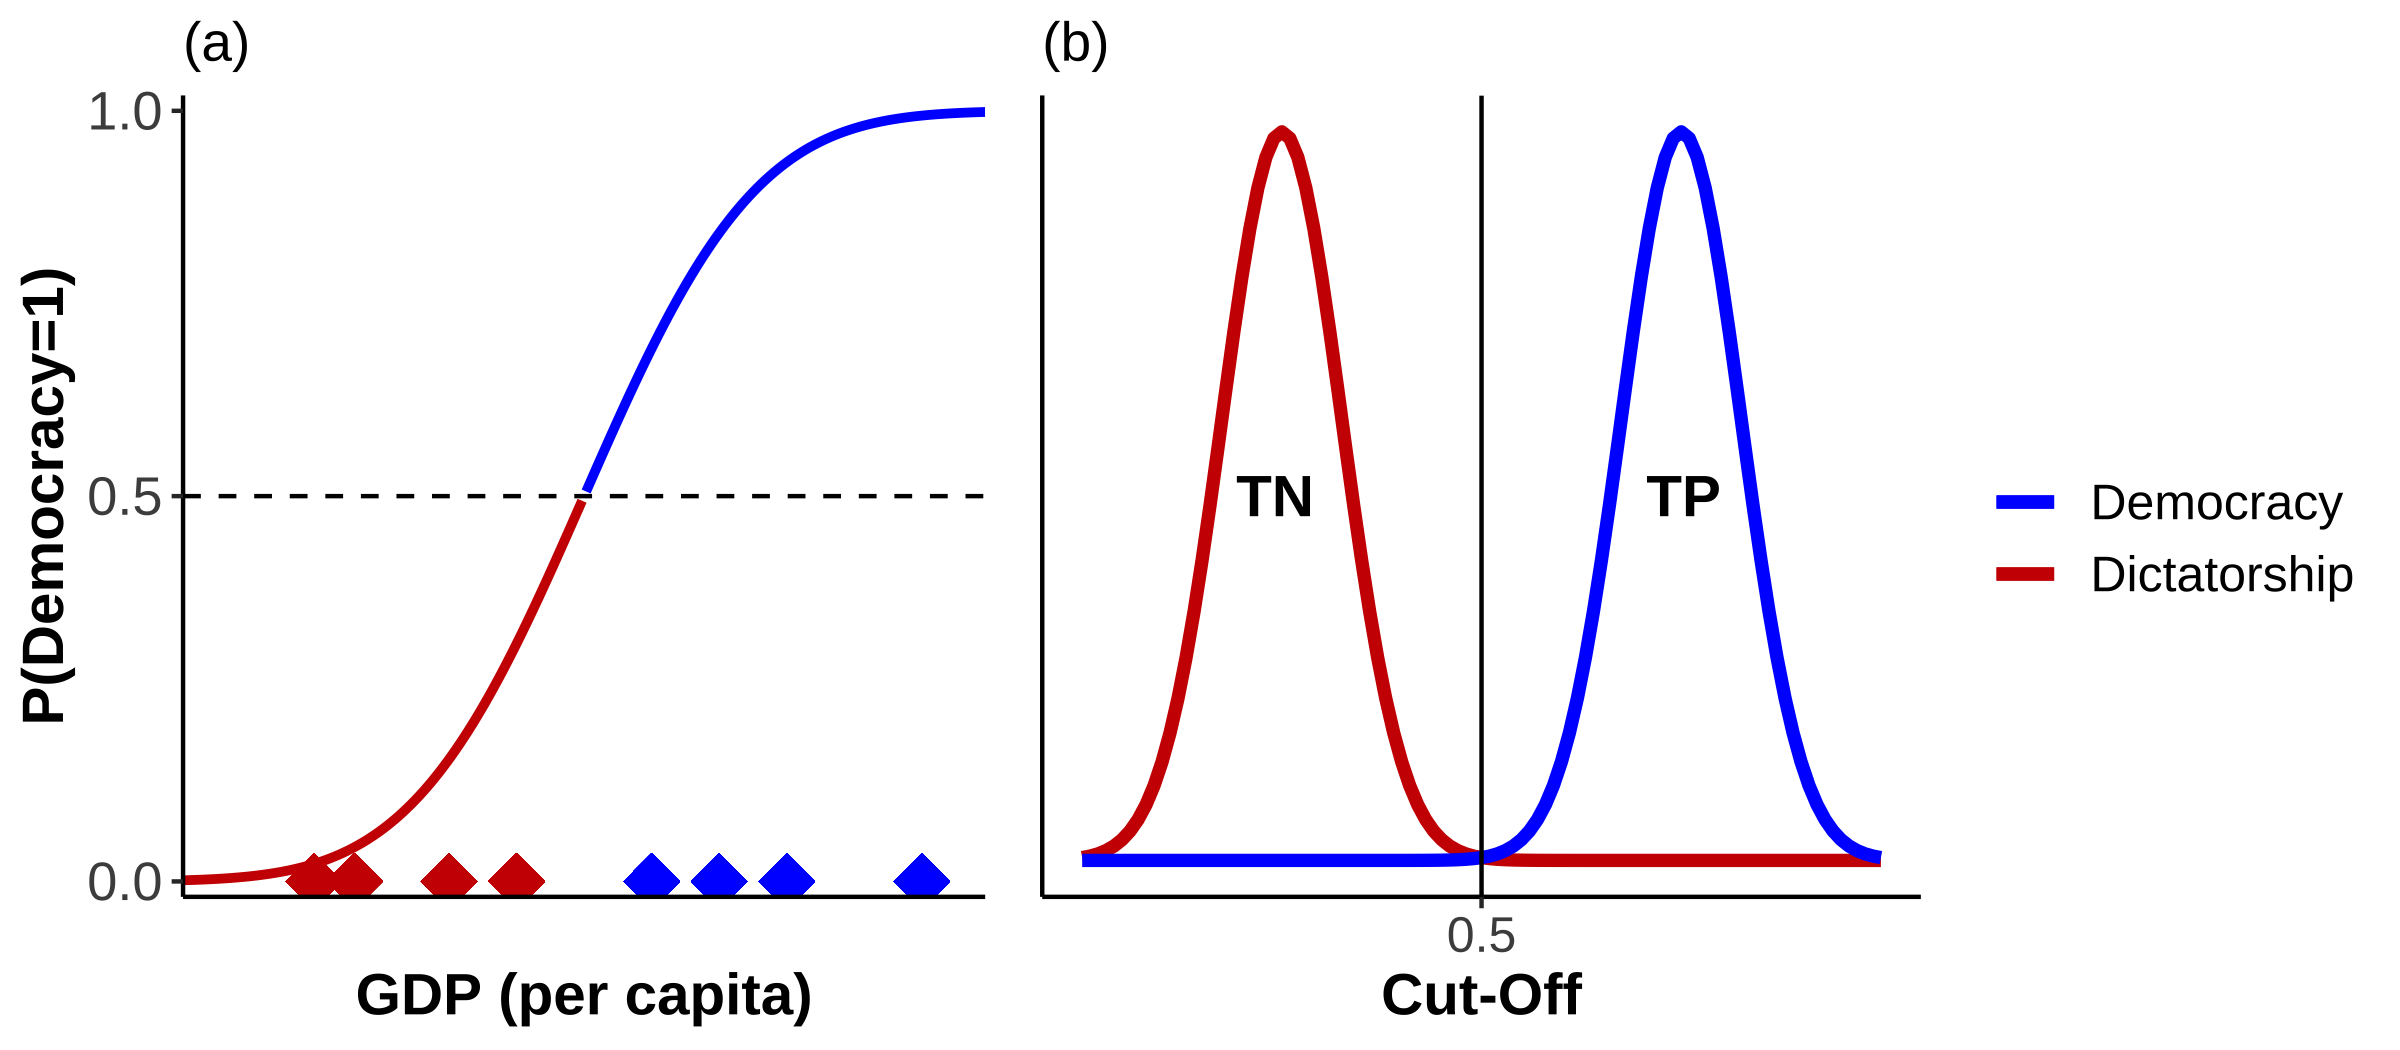 (a)
P(Democracy=1)
1.0
0.5
0.0
GDP (per capita)
(b)
TN
TP
0.5
Cut-Off
Democracy
Dictatorship